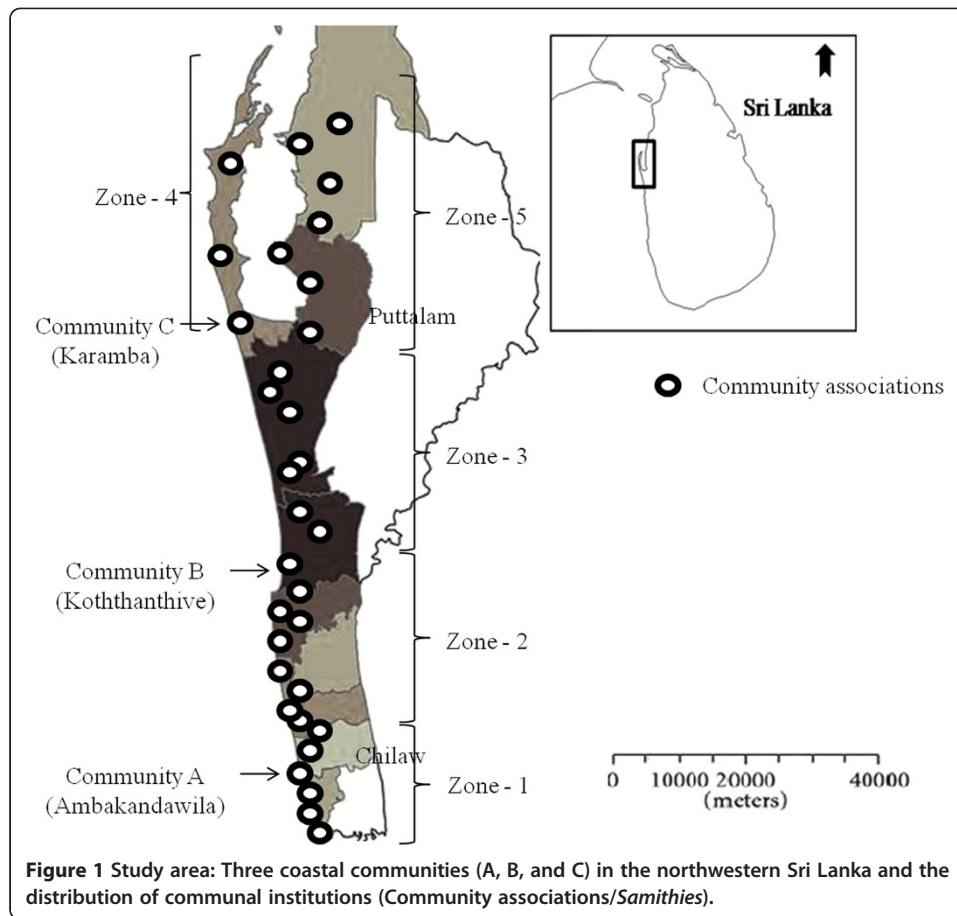 Sri Lanka
Zone - 4
Zone - 5
Community C
(Karamba)
Puttalam
Community associations
Zone - 3
Community B
(Koththanthive)
Zone - 2
Chilaw
Community A
(Ambakandawila)
Zone - 1
0 10000 20000 40000
(meters)
Figure 1 Study area: Three coastal communities (A, B, and C) in the northwestern Sri Lanka and the
distribution of communal institutions (Community associations/Samithies).